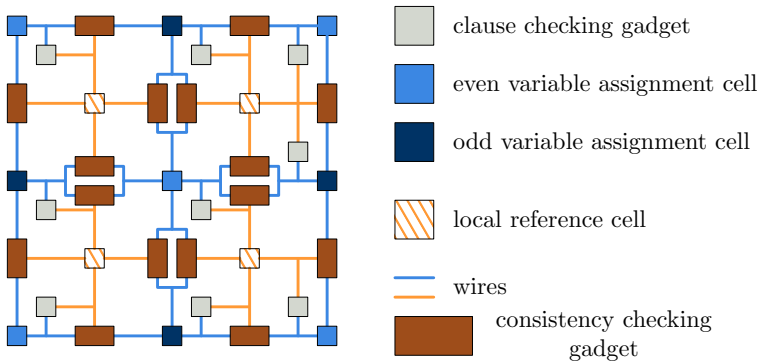 clause checking gadget
even variable assignment cell
odd variable assignment cell
local reference cell
wires
consistency checking
gadget